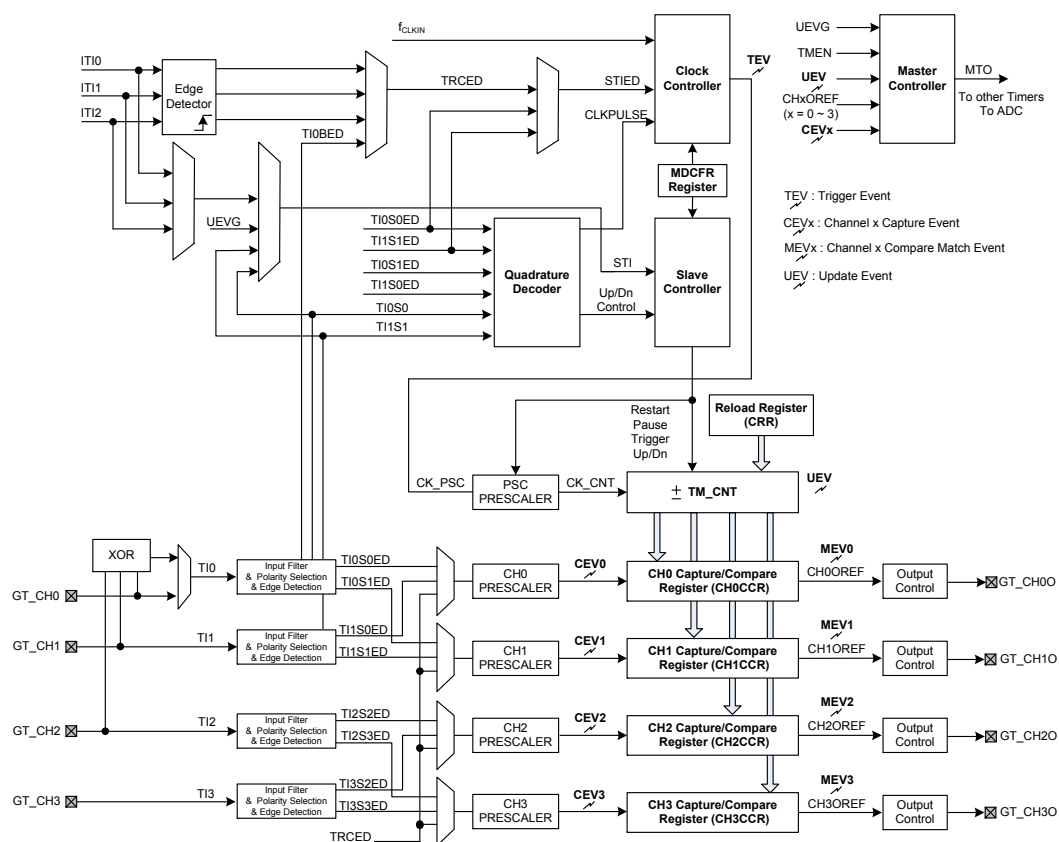 fCLKIN
ITI0
ITI1
ITI2
Edge
Detector
TRCED
TI0BED
STIED
CLKPULSE
Clock
Controller
TEV
UEVG
TMEN
UEV
CHxOREF
(x = 0 ~ 3)
CEVx
Master
Controller
MTO
To other Timers
To ADC
MDCFR
Register
TEV : Trigger Event
CEVx : Channel x Capture Event
MEVx : Channel x Compare Match Event
UEV : Update Event
UEVG
TI0S0ED
TI1S1ED
TI0S1ED
TI1S0ED
TI0S0
TI1S1
Quadrature
Decoder
STI
Up/Dn
Control
Slave
Controller
Restart
Pause
Trigger
Up/Dn
Reload Register
(CRR)
CK_PSC
PSC
PRESCALER
CK_CNT
± TM_CNT
UEV
XOR
TI0
Input Filter
& Polarity Selection
& Edge Detection
TI0S0ED
TI0S1ED
CH0
PRESCALER
CEV0
CH0 Capture/Compare
Register (CH0CCR)
MEV0
CH0OREF
Output
Control
GT_CH0O
GT_CH0
GT_CH1
TI1
Input Filter
& Polarity Selection
& Edge Detection
TI1S0ED
TI1S1ED
CH1
PRESCALER
CEV1
CH1 Capture/Compare
Register (CH1CCR)
MEV1
CH1OREF
Output
Control
GT_CH1O
GT_CH2
TI2
Input Filter
& Polarity Selection
& Edge Detection
TI2S2ED
TI2S3ED
CH2
PRESCALER
CEV2
CH2 Capture/Compare
Register (CH2CCR)
MEV2
CH2OREF
Output
Control
GT_CH2O
GT_CH3
TI3
Input Filter
& Polarity Selection
& Edge Detection
TI3S2ED
TI3S3ED
TRCED
CH3
PRESCALER
CEV3
CH3 Capture/Compare
Register (CH3CCR)
MEV3
CH3OREF
Output
Control
GT_CH3O